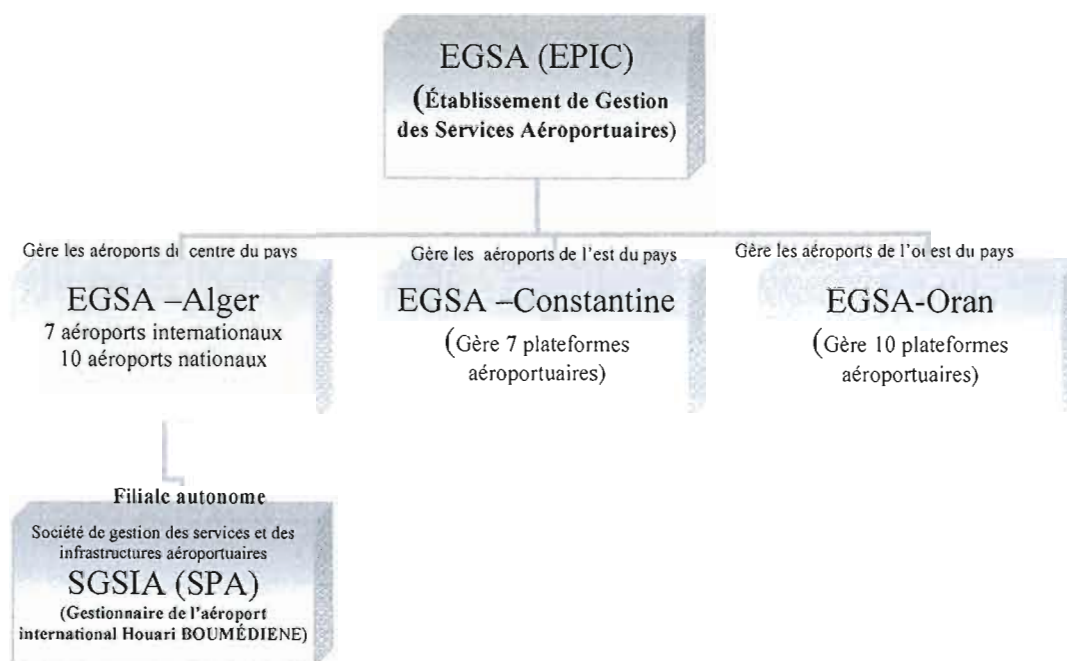 EGSA (EPIC)
(Établissement de Gestion
des Services Aéroportuaires)
Gère les aéroports du centre du pays
EGSA –Alger
7 aéroports internationaux
10 aéroports nationaux
Gère les aéroports de l'est du pays
EGSA –Constantine
(Gère 7 plateformes
aéroportuaires)
Gère les aéroports de l'ouest du pays
EGSA-Oran
(Gère 10 plateformes
aéroportuaires)
Filiale autonome
Société de gestion des services et des
infrastructures aéroportuaires
SGSIA (SPA)
(Gestionnaire de l'aéroport
international Houari BOUMÉDIENE)